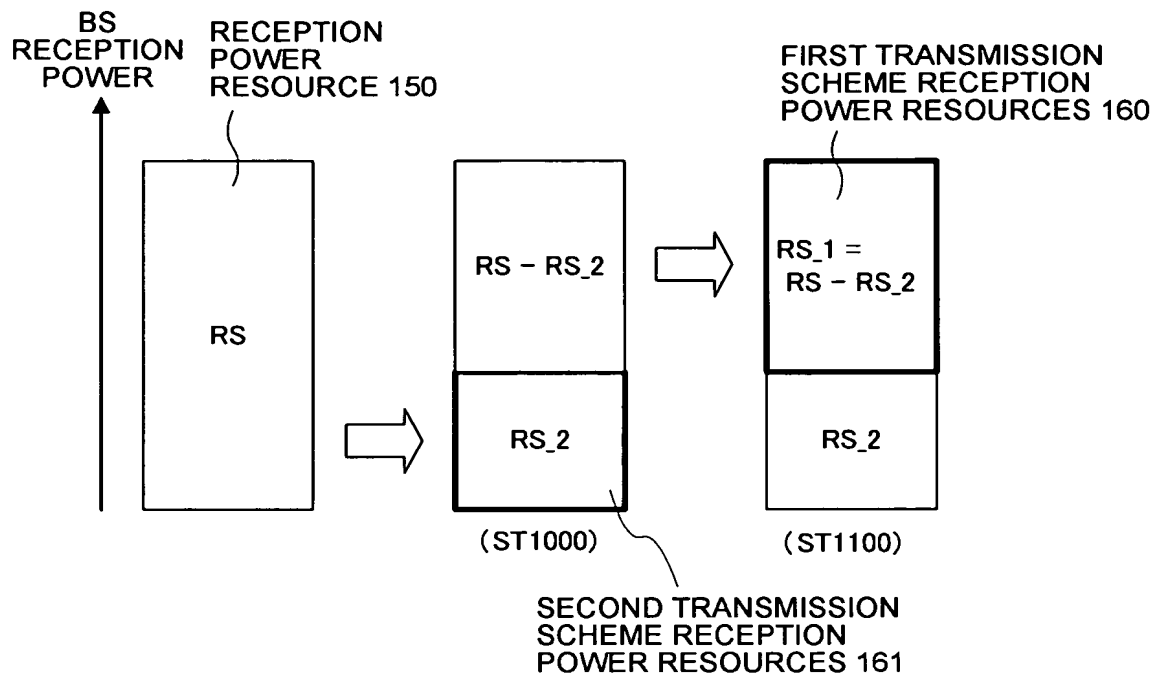 BS
RECEPTION
POWER
RECEPTION
POWER
RESOURCE 150
FIRST TRANSMISSION
SCHEME RECEPTION
POWER RESOURCES 160
RS
RS – RS_2
RS_2
(ST1000)
RS_1 =
RS – RS_2
RS_2
(ST1100)
SECOND TRANSMISSION
SCHEME RECEPTION
POWER RESOURCES 161